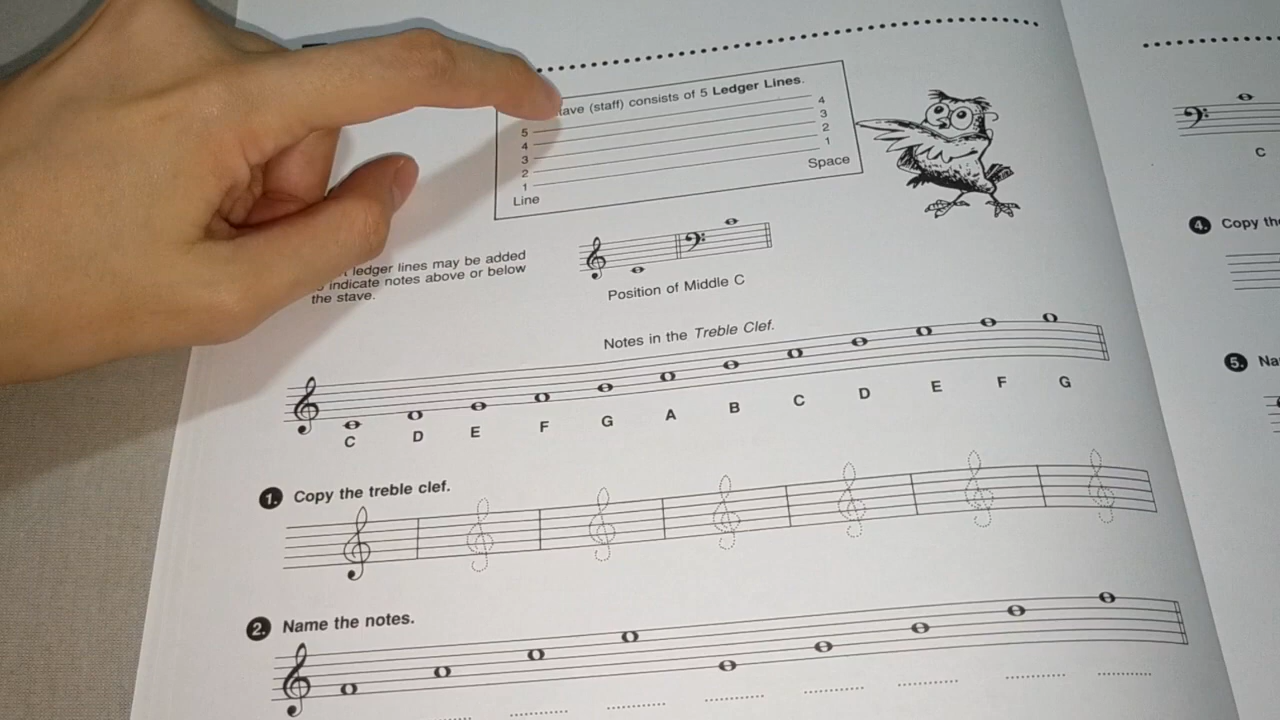 tave (staff) consists of 5 Ledger Lines.
5
4
3
2
1
Line
4
3
2
1
Space
ledger lines may be added
indicate notes above or below
the stave.
Position of Middle C
Notes in the Treble Clef.
C D E F G A B C D E F G
1. Copy the treble clef.
2. Name the notes.
C
4. Copy th
5. Na